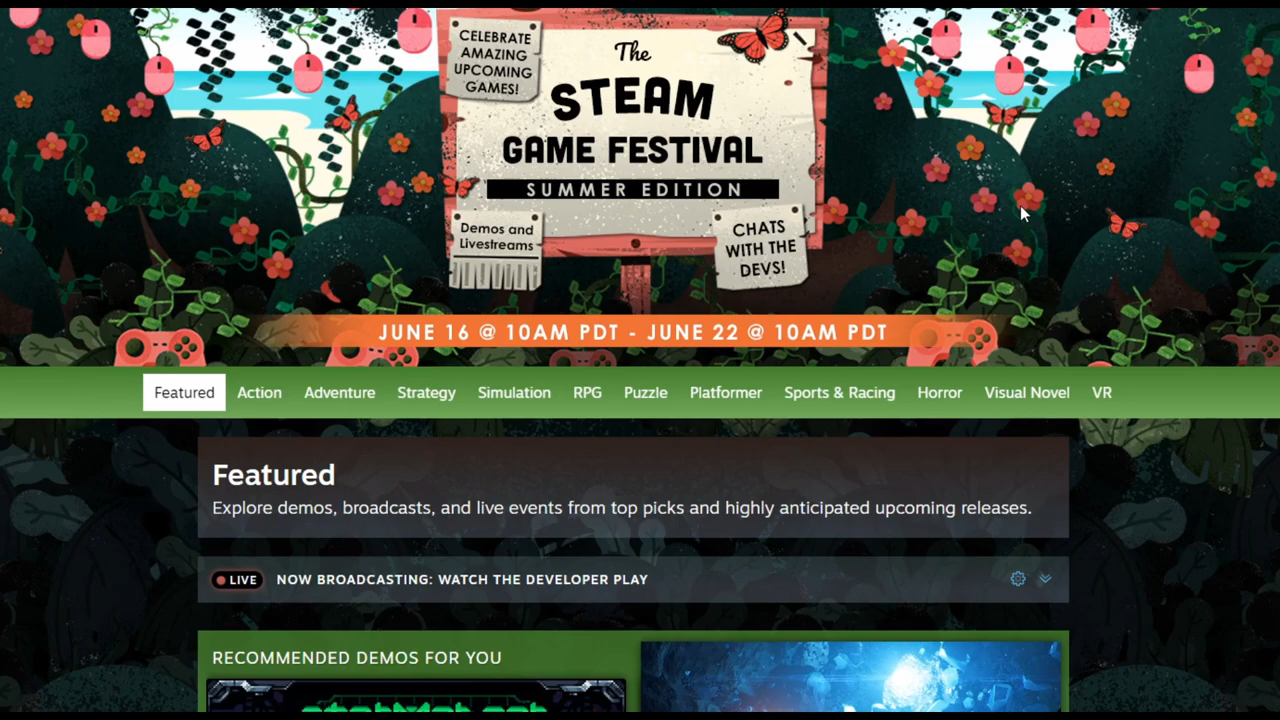 CELEBRATE
AMAZING
UPCOMING
GAMES!
The
STEAM
GAME FESTIVAL
SUMMER EDITION
Demos and
Livestreams
CHATS
WITH THE
DEVS!
JUNE 16 @ 10AM PDT - JUNE 22 @ 10AM PDT
Featured Action Adventure Strategy Simulation RPG Puzzle Platformer Sports & Racing Horror Visual Novel VR
Featured
Explore demos, broadcasts, and live events from top picks and highly anticipated upcoming releases.
LIVE NOW BROADCASTING: WATCH THE DEVELOPER PLAY
RECOMMENDED DEMOS FOR YOU